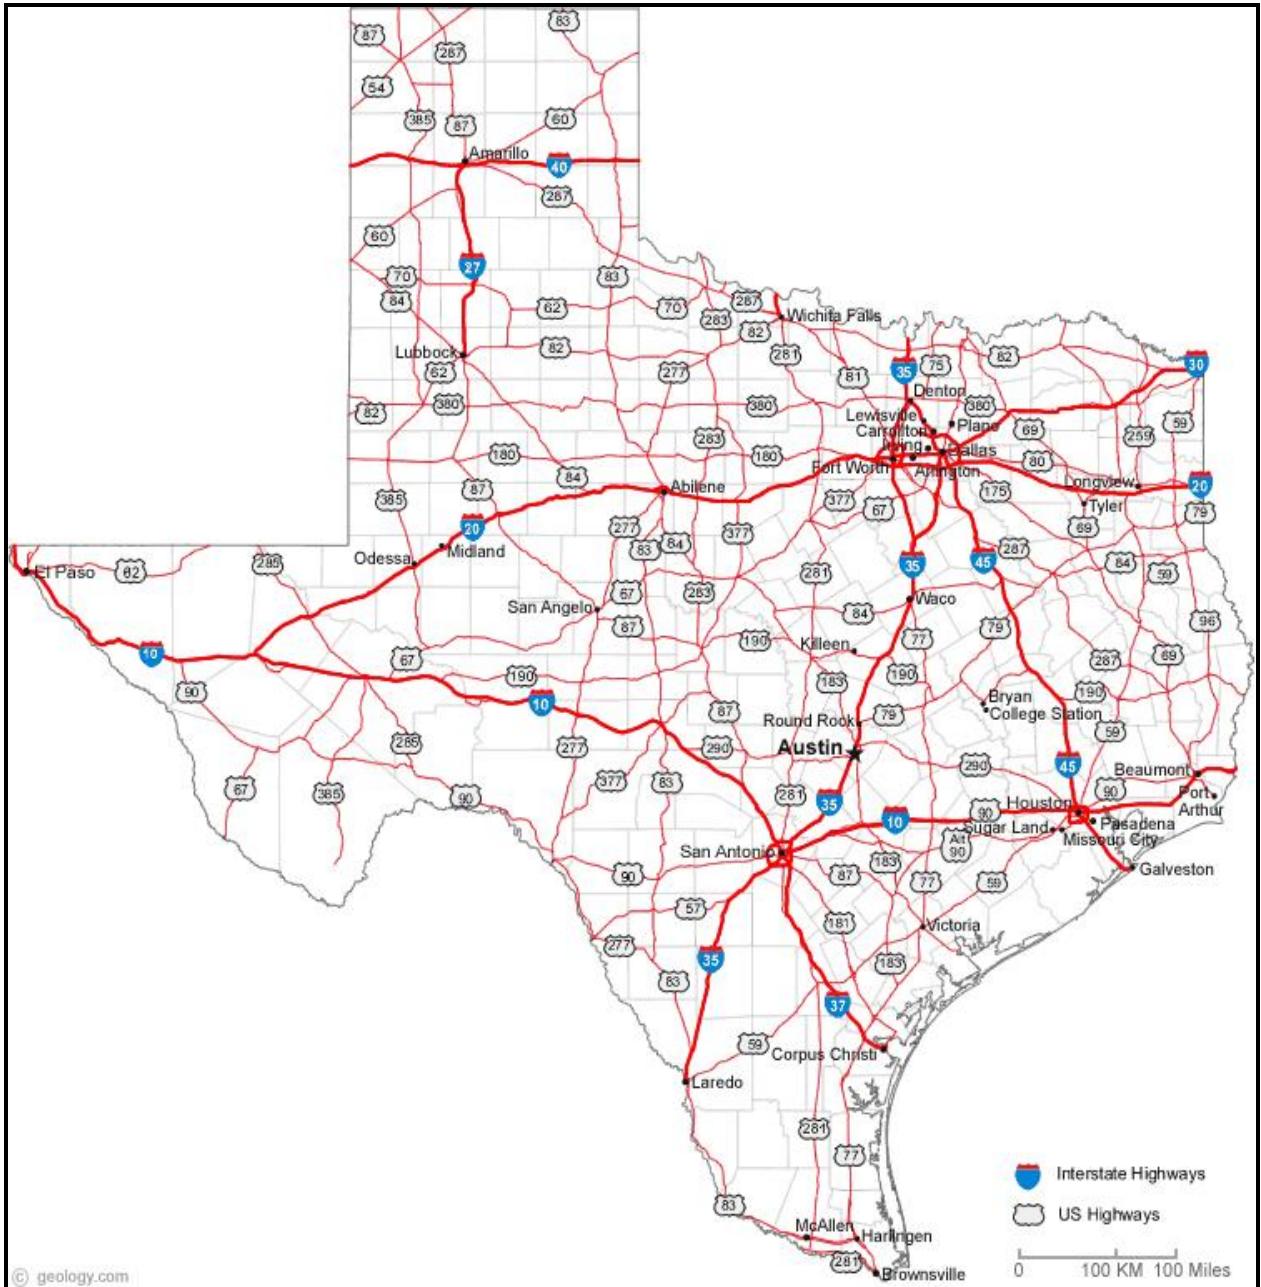 83
87
287
54
385
87
60
Amarillo
40
287
60
27
70
83
84
62
70
287
283
82
Wichita Falls
Lubbock
82
281
62
277
81
35
75
82
30
Denton
82
380
380
380
Lewisville
Carrollton
Plano
69
59
259
283
Irving
Dallas
180
180
80
Fort Worth
Arlington
84
Longview
20
385
87
Abilene
377
67
175
Tyler
79
20
277
377
69
83
84
287
Odessa
Midland
El Paso
62
285
281
35
45
84
59
San Angelo
67
283
Waco
87
84
96
79
190
Killeen
77
10
67
287
69
90
190
183
190
190
10
87
Bryan
College Station
Round Rock
79
59
285
277
290
Austin
290
45
Beaumont
67
385
90
377
83
281
35
90
Port
Arthur
Houston
90
10
Sugar Land
Pasadena
Missouri City
San Antonio
183
Alt
90
Galveston
90
87
77
59
57
181
Victoria
277
35
183
83
37
59
Corpus Christi
Laredo
281
77
Interstate Highways
83
US Highways
McAllen
Harlingen
281
Brownsville
0 100 KM 100 Miles
© geology.com